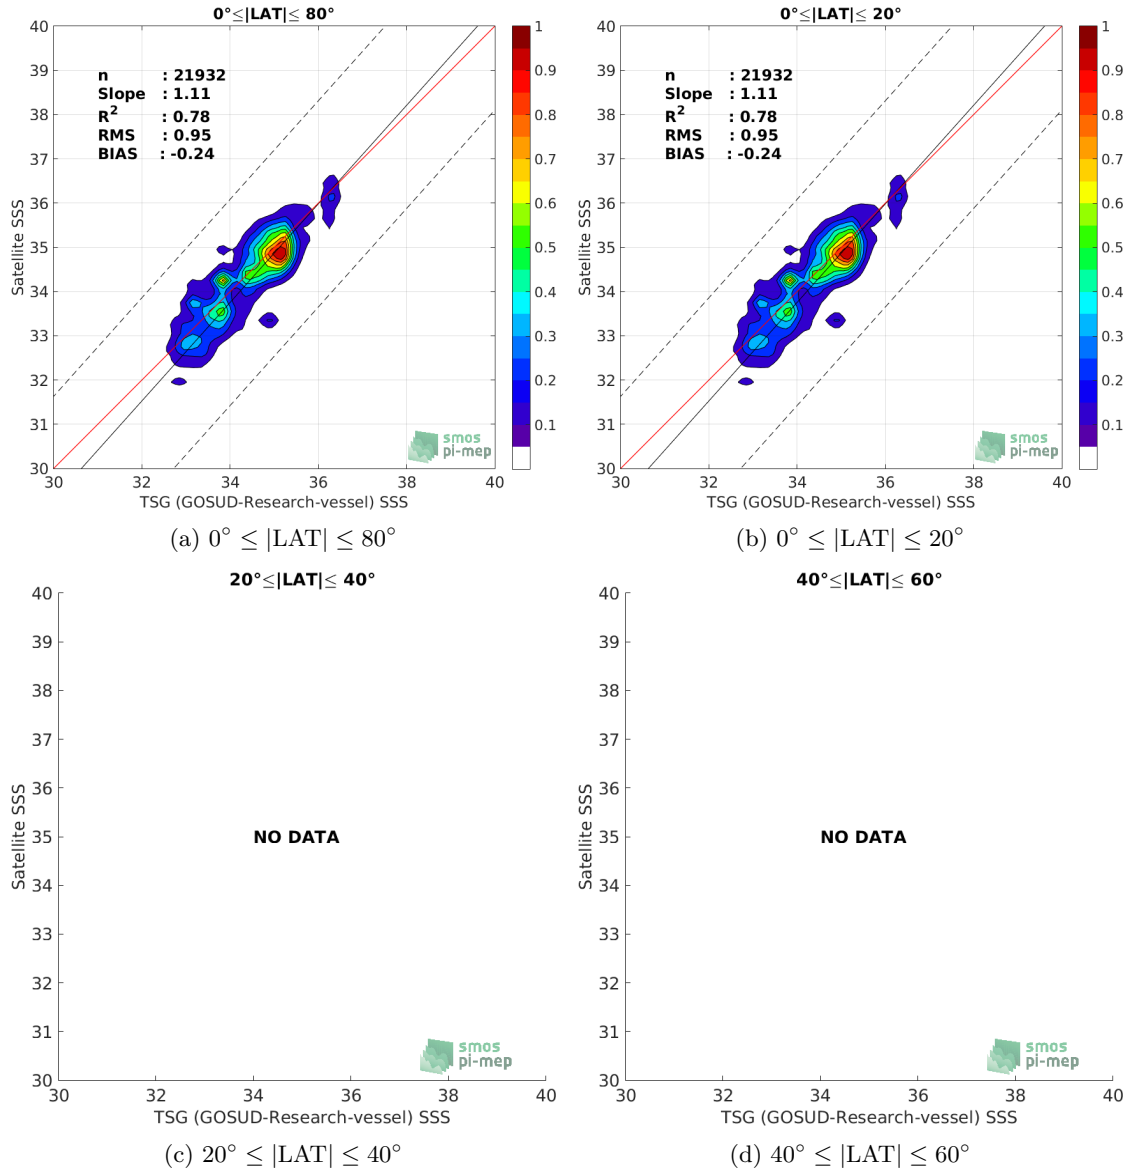 0°≤|LAT|≤ 80°
40
39
38
37
36
35
34
33
32
31
30
Satellite SSS
n : 21932
Slope : 1.11
R² : 0.78
RMS : 0.95
BIAS : -0.24
1
0.9
0.8
0.7
0.6
0.5
0.4
0.3
0.2
0.1
smos
pi-mep
30 32 34 36 38 40
TSG (GOSUD-Research-vessel) SSS
(a) 0° ≤ |LAT| ≤ 80°
0°≤|LAT|≤ 20°
40
39
38
37
36
35
34
33
32
31
30
Satellite SSS
n : 21932
Slope : 1.11
R² : 0.78
RMS : 0.95
BIAS : -0.24
1
0.9
0.8
0.7
0.6
0.5
0.4
0.3
0.2
0.1
smos
pi-mep
30 32 34 36 38 40
TSG (GOSUD-Research-vessel) SSS
(b) 0° ≤ |LAT| ≤ 20°
20°≤|LAT|≤ 40°
40
39
38
37
36
35
34
33
32
31
30
Satellite SSS
NO DATA
smos
pi-mep
30 32 34 36 38 40
TSG (GOSUD-Research-vessel) SSS
(c) 20° ≤ |LAT| ≤ 40°
40°≤|LAT|≤ 60°
40
39
38
37
36
35
34
33
32
31
30
Satellite SSS
NO DATA
smos
pi-mep
30 32 34 36 38 40
TSG (GOSUD-Research-vessel) SSS
(d) 40° ≤ |LAT| ≤ 60°